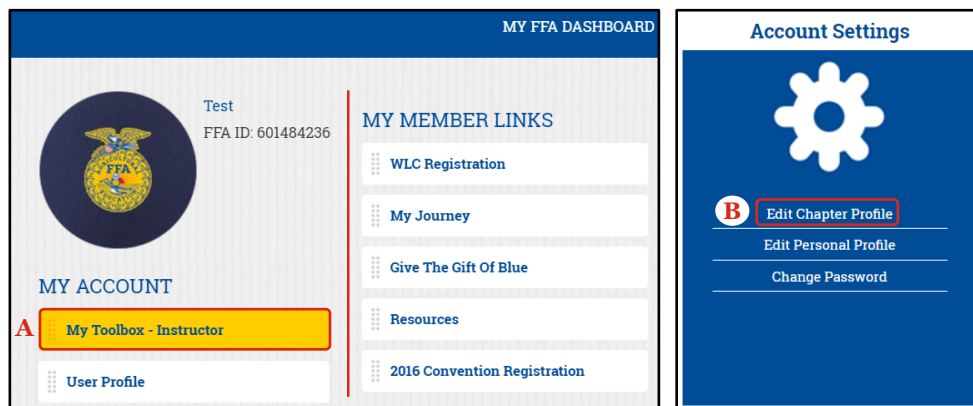 MY FFA DASHBOARD
Test
FFA ID: 601484236
FFA
MY ACCOUNT
A
My Toolbox - Instructor
User Profile
MY MEMBER LINKS
WLC Registration
My Journey
Give The Gift Of Blue
Resources
2016 Convention Registration
Account Settings
B
Edit Chapter Profile
Edit Personal Profile
Change Password